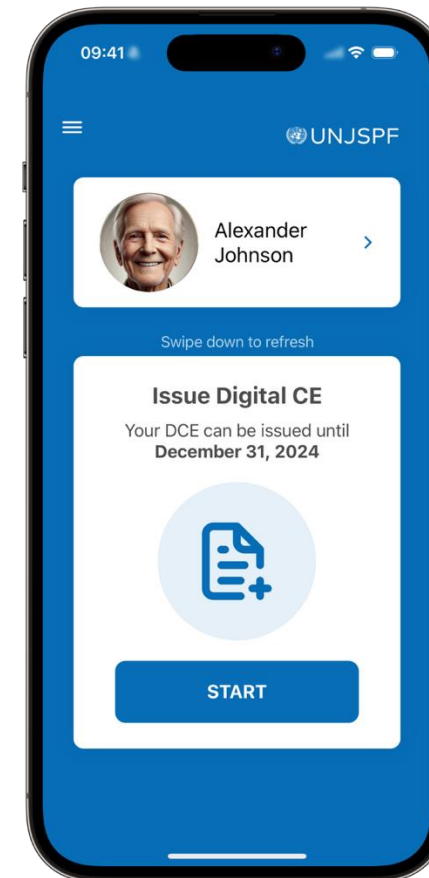 09:41
UNJSPF
Alexander
Johnson
Swipe down to refresh
Issue Digital CE
Your DCE can be issued until
December 31, 2024
START